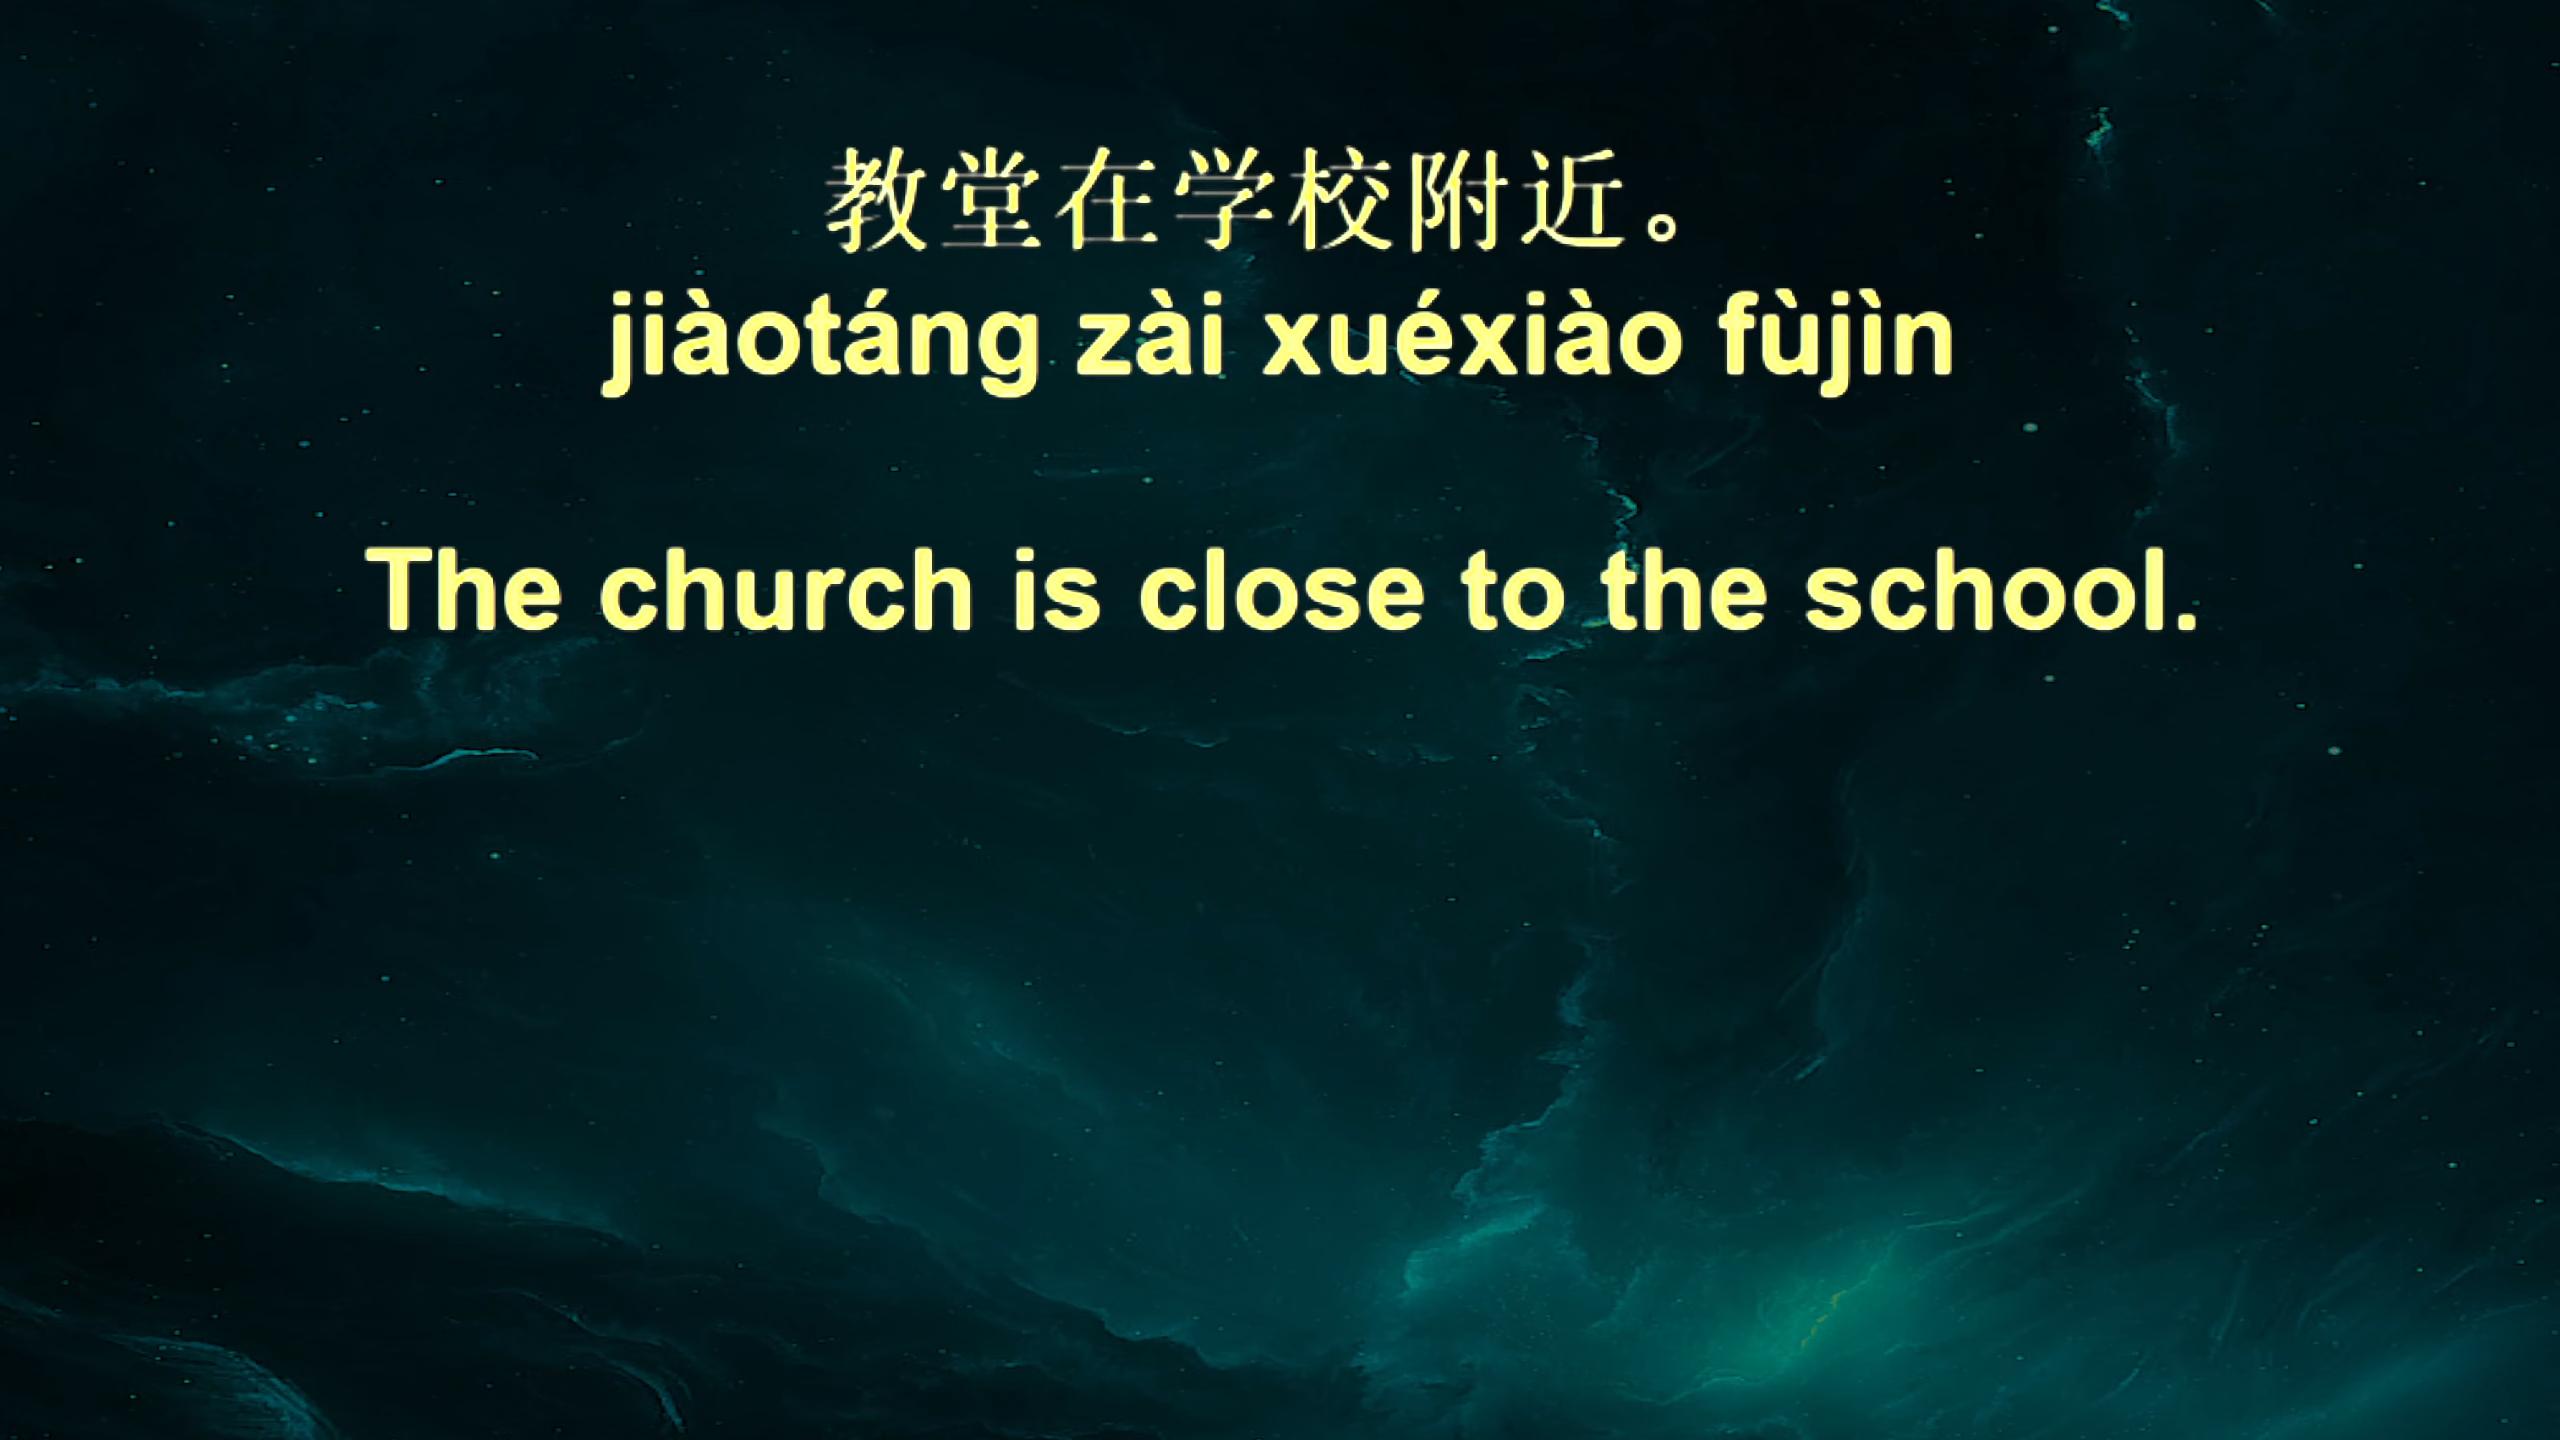 教堂在学校附近。
jiàotáng zài xuéxiào fùjìn
The church is close to the school.